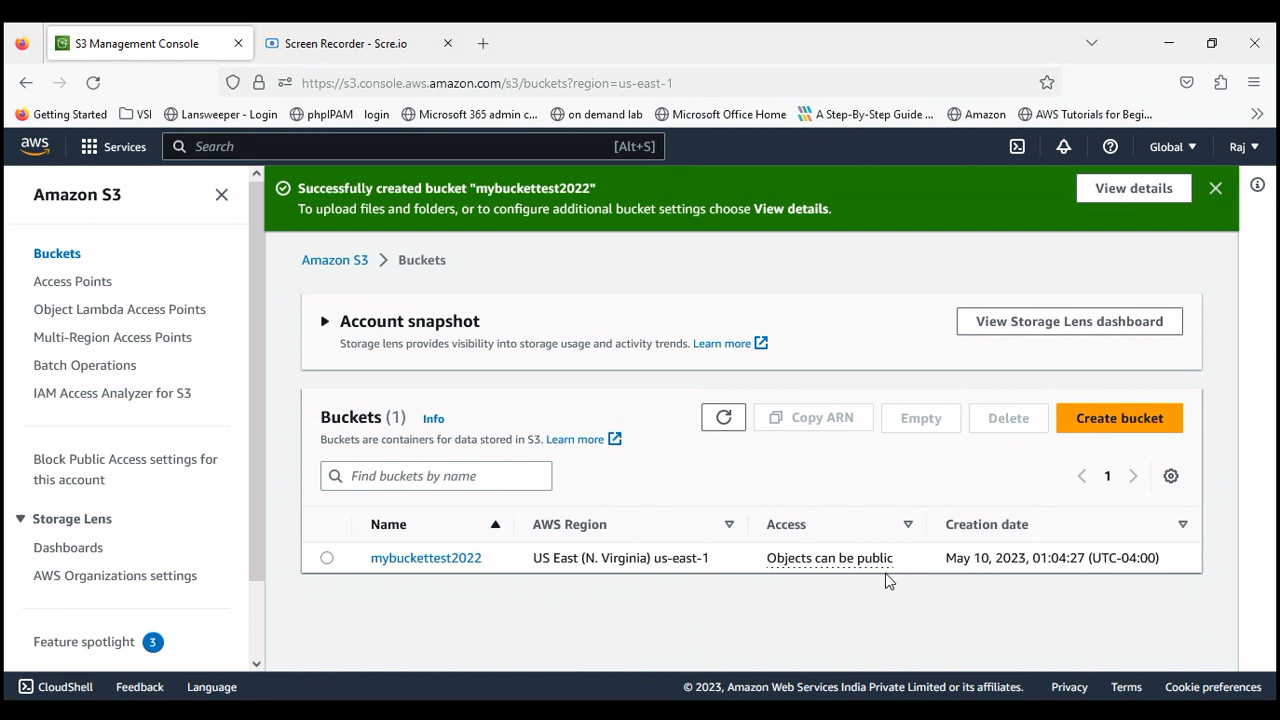 S3 Management Console
Screen Recorder - Scre.io
https://s3.console.aws.amazon.com/s3/buckets?region=us-east-1
Getting Started VSI Lansweeper - Login phpIPAM login Microsoft 365 admin c... on demand lab Microsoft Office Home A Step-By-Step Guide ... Amazon AWS Tutorials for Begi...
aws Services Search [Alt+S] Global Raj
Amazon S3
Buckets
Access Points
Object Lambda Access Points
Multi-Region Access Points
Batch Operations
IAM Access Analyzer for S3
Block Public Access settings for
this account
Storage Lens
Dashboards
AWS Organizations settings
Feature spotlight 3
Successfully created bucket "mybuckettest2022"
To upload files and folders, or to configure additional bucket settings choose View details.
View details
Amazon S3 Buckets
Account snapshot
Storage lens provides visibility into storage usage and activity trends. Learn more
View Storage Lens dashboard
Buckets (1) Info
Buckets are containers for data stored in S3. Learn more
Copy ARN Empty Delete Create bucket
Find buckets by name
1
Name AWS Region Access Creation date
mybuckettest2022 US East (N. Virginia) us-east-1 Objects can be public May 10, 2023, 01:04:27 (UTC-04:00)
CloudShell Feedback Language © 2023, Amazon Web Services India Private Limited or its affiliates. Privacy Terms Cookie preferences